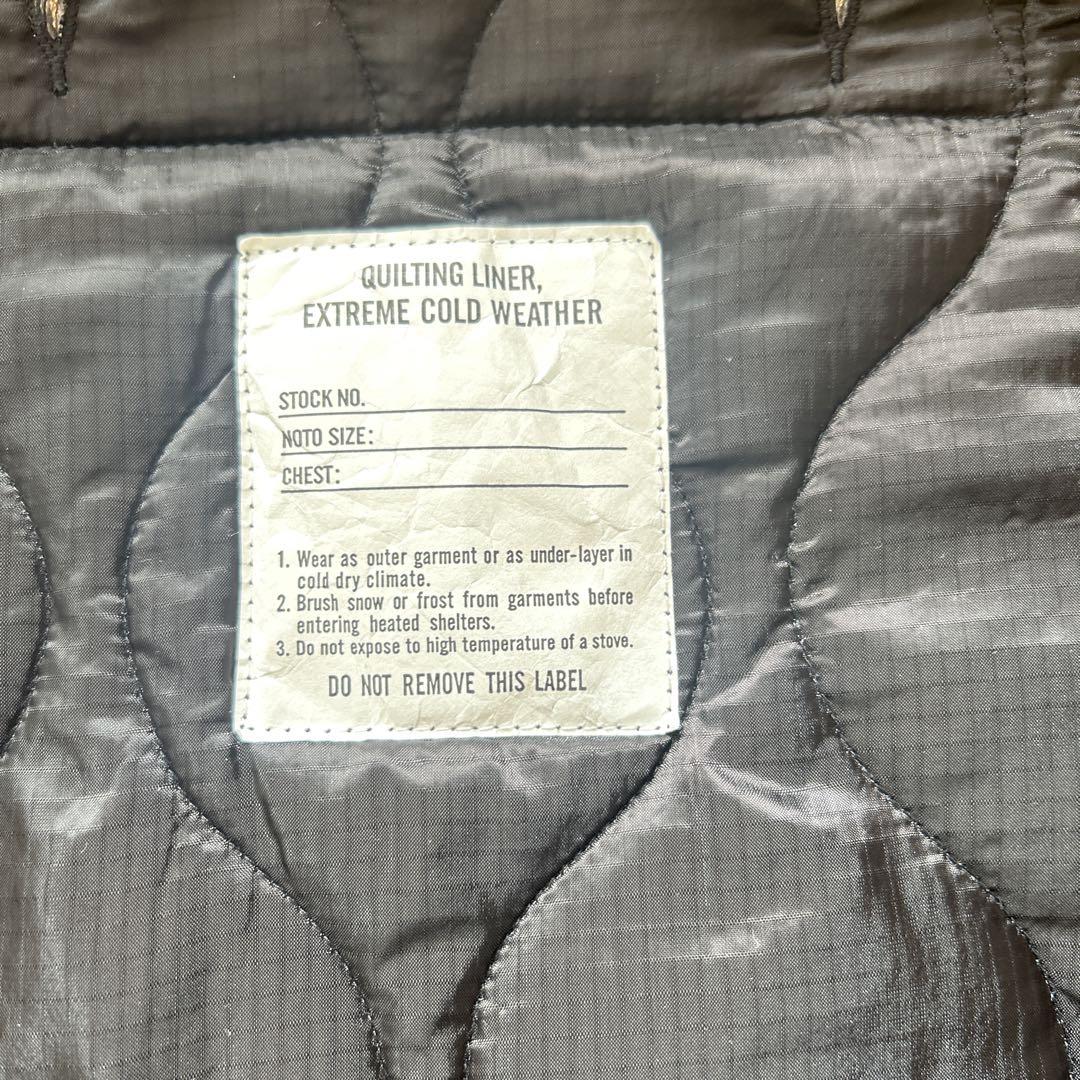 QUILTING LINER,
EXTREME COLD WEATHER
STOCK NO.
NOTO SIZE:
CHEST:
1. Wear as outer garment or as under-layer in
cold dry climate.
2. Brush snow or frost from garments before
entering heated shelters.
3. Do not expose to high temperature of a stove.
DO NOT REMOVE THIS LABEL